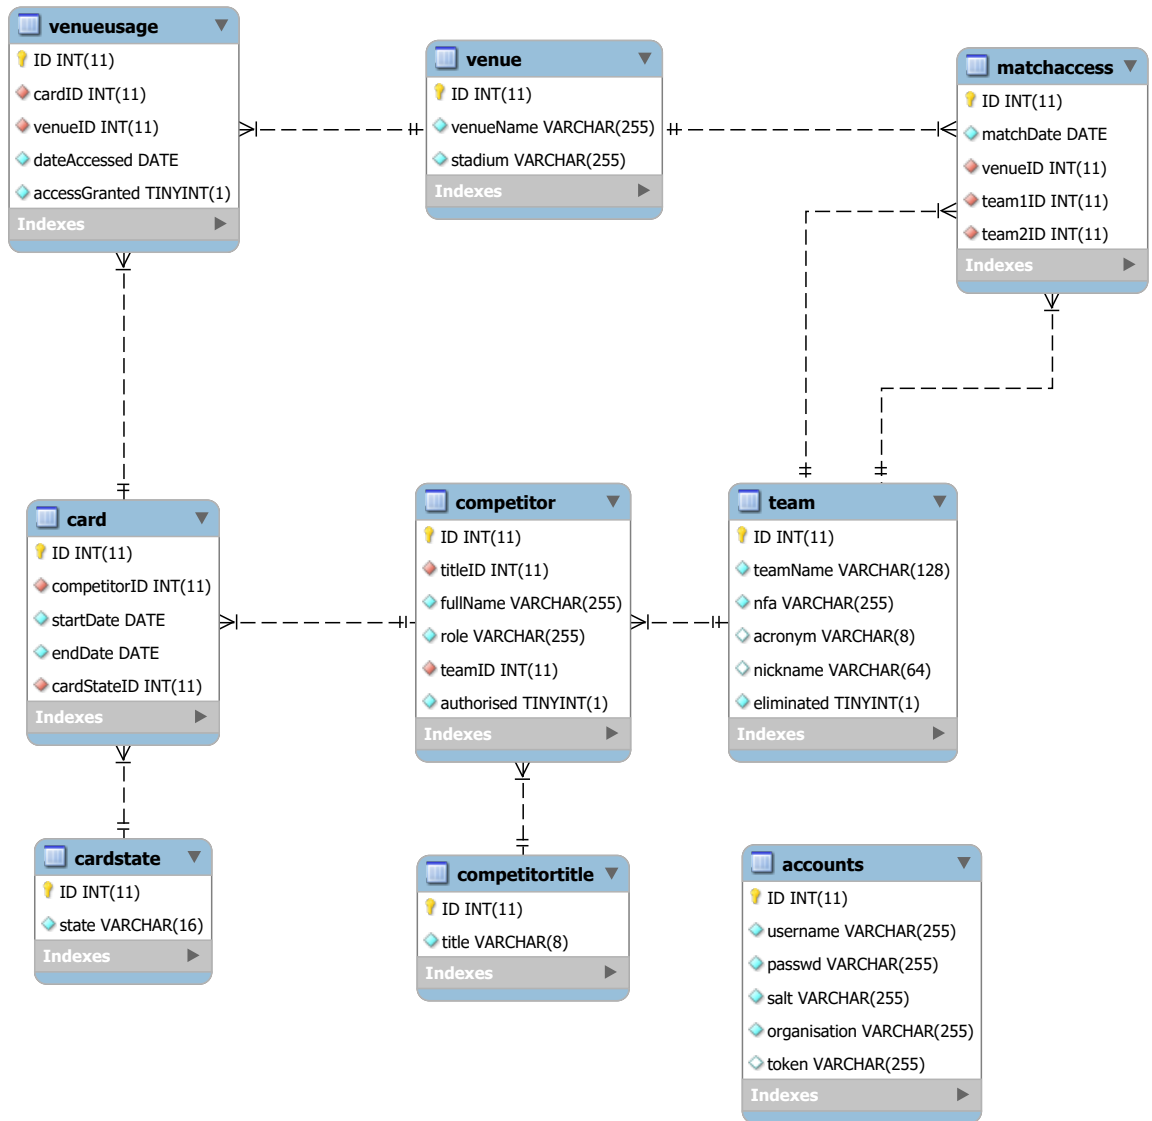 venueusage
ID INT(11)
cardID INT(11)
venueID INT(11)
dateAccessed DATE
accessGranted TINYINT(1)
Indexes
venue
ID INT(11)
venueName VARCHAR(255)
stadium VARCHAR(255)
Indexes
matchaccess
ID INT(11)
matchDate DATE
venueID INT(11)
team1ID INT(11)
team2ID INT(11)
Indexes
card
ID INT(11)
competitorID INT(11)
startDate DATE
endDate DATE
cardStateID INT(11)
Indexes
competitor
ID INT(11)
titleID INT(11)
fullName VARCHAR(255)
role VARCHAR(255)
teamID INT(11)
authorised TINYINT(1)
Indexes
team
ID INT(11)
teamName VARCHAR(128)
nfa VARCHAR(255)
acronym VARCHAR(8)
nickname VARCHAR(64)
eliminated TINYINT(1)
Indexes
cardstate
ID INT(11)
state VARCHAR(16)
Indexes
competitortitle
ID INT(11)
title VARCHAR(8)
Indexes
accounts
ID INT(11)
username VARCHAR(255)
passwd VARCHAR(255)
salt VARCHAR(255)
organisation VARCHAR(255)
token VARCHAR(255)
Indexes